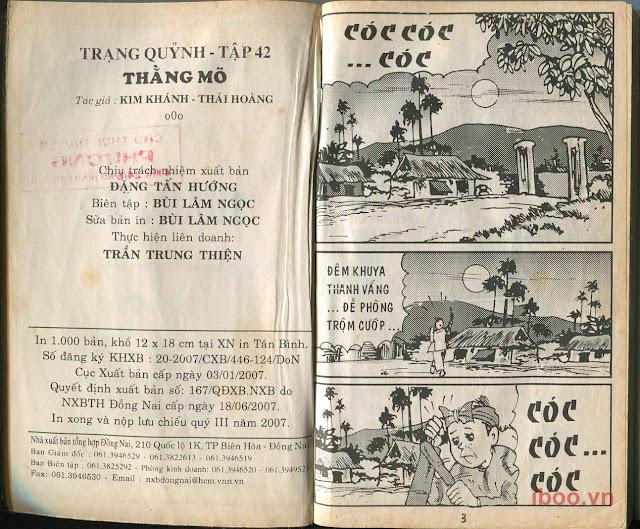 TRẠNG QUỶNH - TẬP 42
THẰNG MÕ
Tác giả : KIM KHÁNH - THÁI HOÀNG
o0o
Chịu trách nhiệm xuất bản
ĐẶNG TẤN HƯỚNG
Biên tập : BÙI LÂM NGỌC
Sửa bản in : BÙI LÂM NGỌC
Thực hiện liên doanh:
TRẦN TRUNG THIỆN
In 1.000 bản, khổ 12 x 18 cm tại XN in Tân Bình.
Số đăng ký KHXB : 20-2007/CXB/446-124/DoN
Cục Xuất bản cấp ngày 03/01/2007.
Quyết định xuất bản số: 167/QĐXB.NXB do
NXBTH Đồng Nai cấp ngày 18/06/2007.
In xong và nộp lưu chiểu quý III năm 2007.
Nhà xuất bản tổng hợp Đồng Nai, 210 Quốc lộ 1K, TP Biên Hòa - Đồng Nai
Ban Giám đốc : 061.3946529 - 061.3822613 - 061.3946519
Ban Biên tập : 061.3825292 - Phòng kinh doanh: 061.3946520 -
Fax: 061.3946530 - Email : nxbdongnai@hcm.vnn.vn
CÓC CÓC
... CÓC
ĐÊM KHUYA
THANH VẮNG
... ĐỀ PHÒNG
TRỘM CƯỚP ...
CÓC
CÓC ...
CÓC
3
iboo.vn